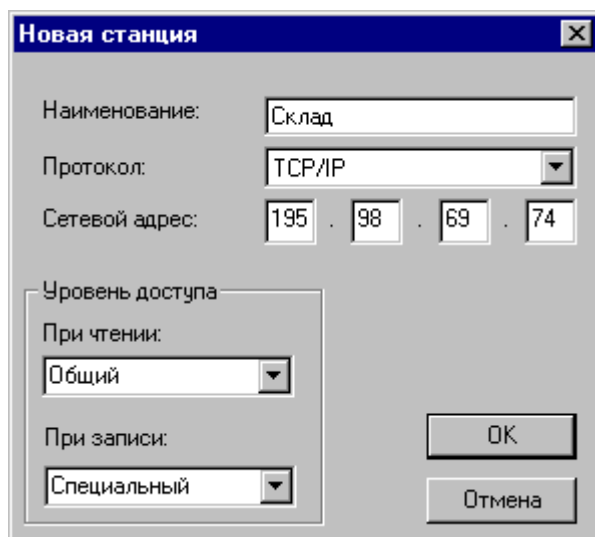 Новая станция
Наименование: Склад
Протокол: TCP/IP
Сетевой адрес: 195 . 98 . 69 . 74
Уровень доступа
При чтении:
Общий
При записи:
Специальный
OK
Отмена